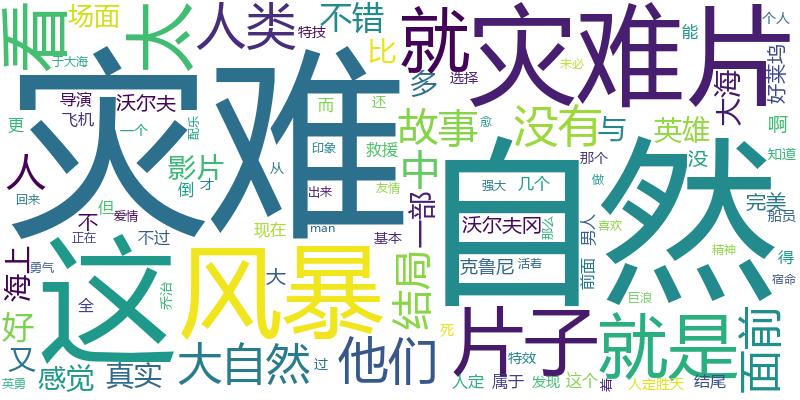 看
场面
太
人类
特技
不错
就
灾难片
能
个人
于大海
比
未必
好莱坞
灾难
导演
沃尔夫
飞机
多
选择
大海
更
一个
配乐
而
还
故事
没有
与
英雄
啊
人
影片
印象
救援
中
愈
那个
没
知道
倒
才
从
自然
强大
几个
做
完美
回来
但
爱情
出来
友情
一部
沃尔夫冈
那么
男人
喜欢
船员
不
正在
不过
现在
man
基本
海上
勇气
这
风暴
大
结局
克鲁尼
活着
前面
精神
得
宿命
全
乔治
巨浪
好
死
片子
就是
面前
又
感觉
真实
大自然
过
他们
特效
英勇
人定
属于
发现
这个
着
人定胜天
结尾